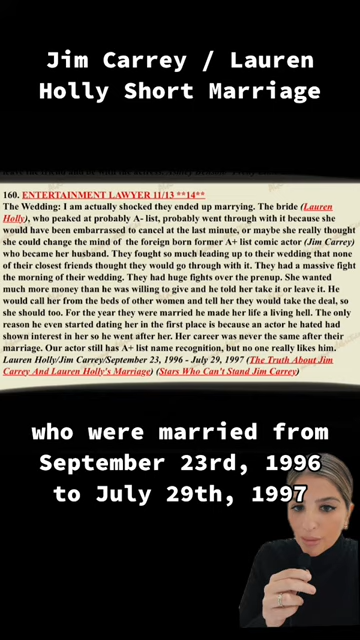 Jim Carrey / Lauren
Holly Short Marriage
160. ENTERTAINMENT LAWYER 11/13 **14**
The Wedding: I am actually shocked they ended up marrying. The bride (Lauren
Holly), who peaked at probably A- list, probably went through with it because she
would have been embarrassed to cancel at the last minute, or maybe she really thought
she could change the mind of the foreign born former A+ list comic actor (Jim Carrey)
who became her husband. They fought so much leading up to their wedding that none
of their closest friends thought they would go through with it. They had a massive fight
the morning of their wedding. They had huge fights over the prenup. She wanted
much more money than he was willing to give and he told her take it or leave it. He
would call her from the beds of other women and tell her they would take the deal, so
she should too. For the year they were married he made her life a living hell. The only
reason he even started dating her in the first place is because an actor he hated had
shown interest in her so he went after her. Her career was never the same after their
marriage. Our actor still has A+ list name recognition, but no one really likes him.
Lauren Holly/Jim Carrey/September 23, 1996 - July 29, 1997 (The Truth About Jim
Carrey And Lauren Holly's Marriage) (Stars Who Can't Stand Jim Carrey)
who were married from
September 23rd, 1996
to July 29th, 1997